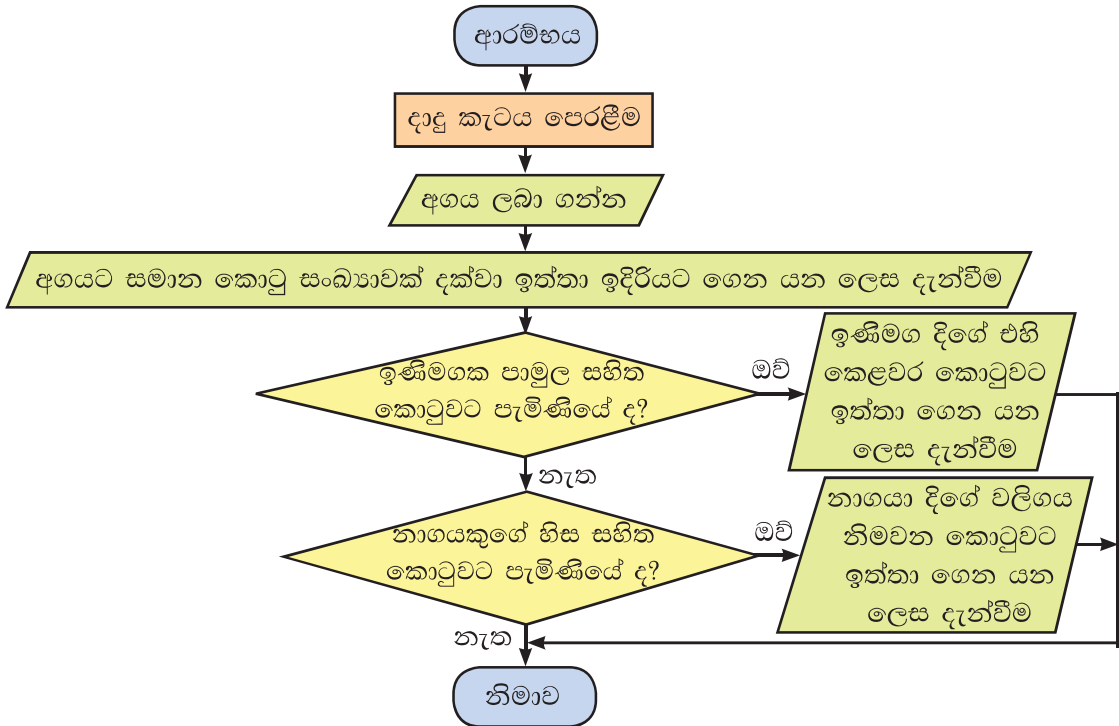 ආරම්භය
දාදු කැටය පෙරළීම
අගය ලබා ගන්න
අගයට සමාන කොටු සංඛ්‍යාවක් දක්වා ඉත්තා ඉදිරියට ගෙන යන ලෙස දැන්වීම
ඉණිමගක පාමුල සහිත
කොටුවට පැමිණියේ ද?
ඔව්
ඉණිමග දිගේ එහි
කෙළවර කොටුවට
ඉත්තා ගෙන යන
ලෙස දැන්වීම
නැත
නාගයකුගේ හිස සහිත
කොටුවට පැමිණියේ ද?
ඔව්
නාගයා දිගේ වලිගය
නිමවන කොටුවට
ඉත්තා ගෙන යන
ලෙස දැන්වීම
නැත
නිමාව